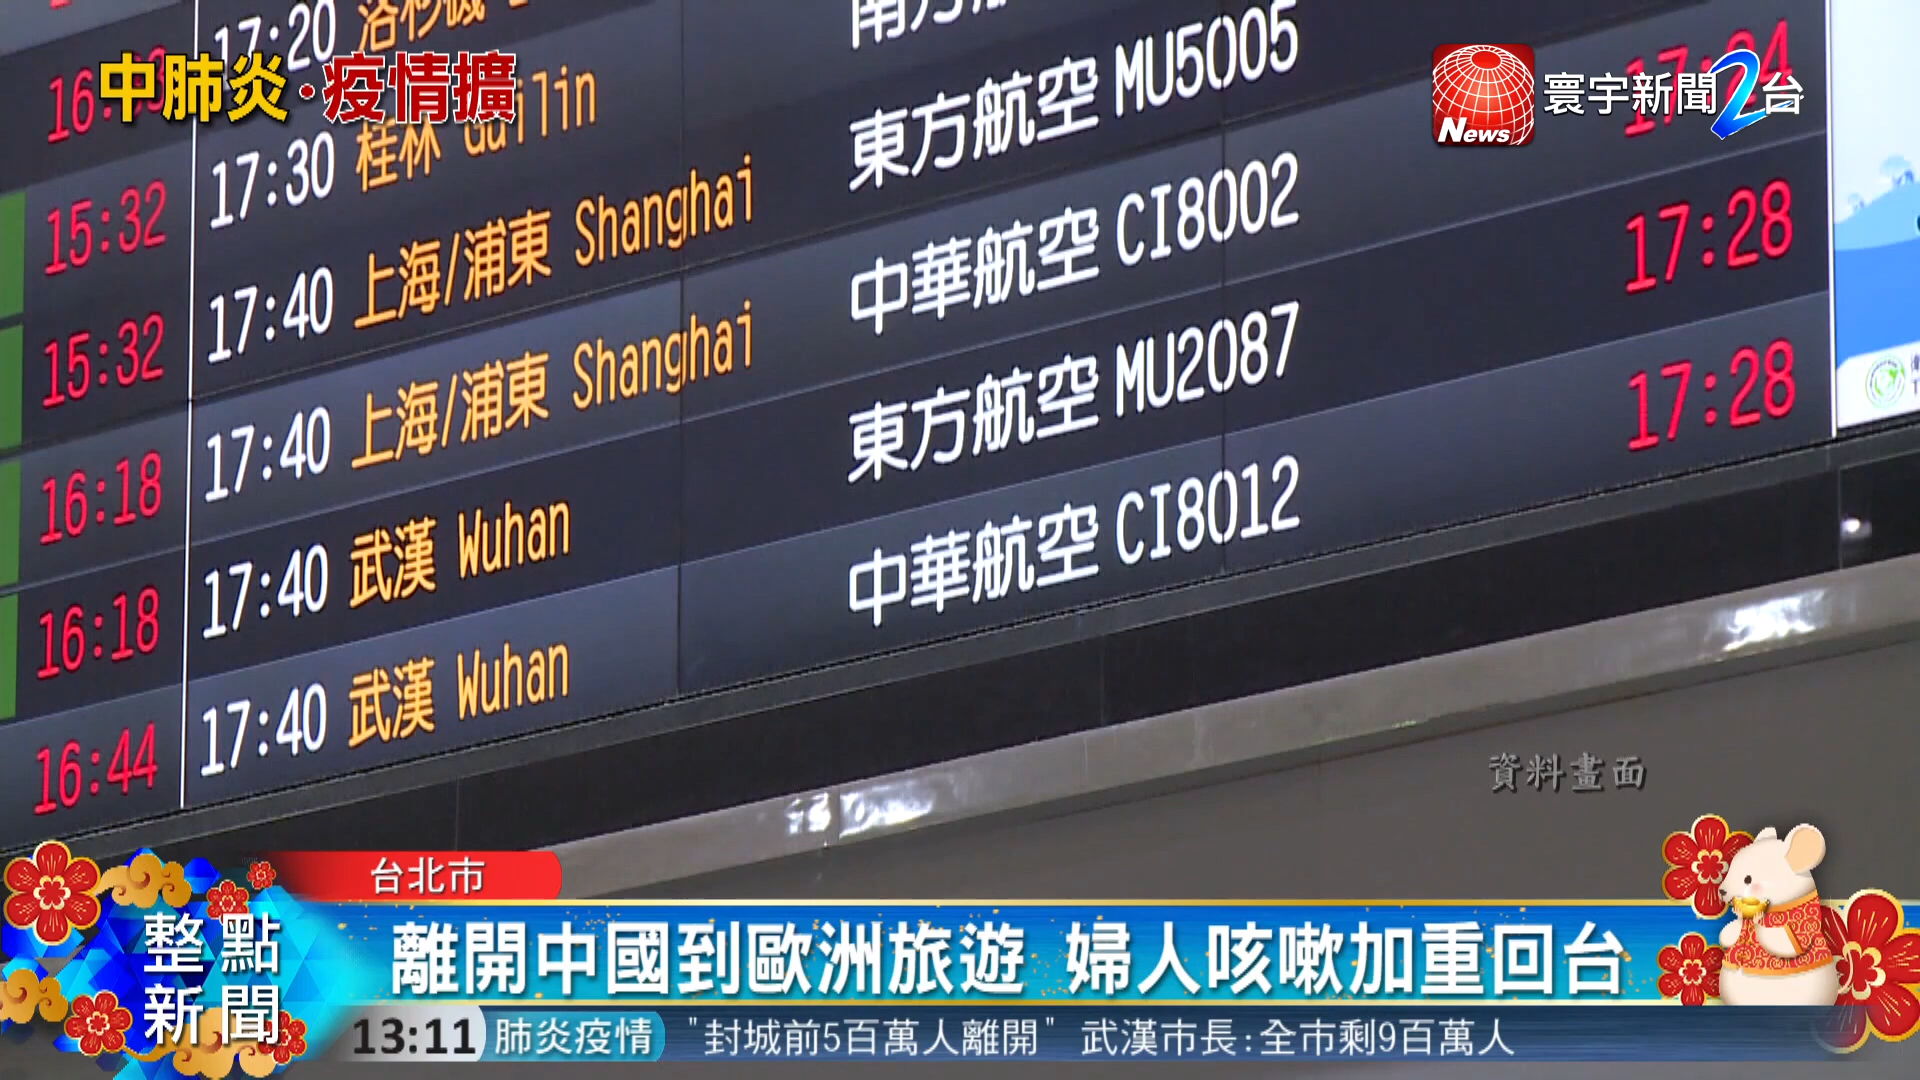 中肺炎·疫情擴
News 寰宇新聞2台
17:20 洛杉磯
17:30 桂林 Guilin
15:32 17:40 上海/浦東 Shanghai 東方航空 MU5005
15:32 17:40 上海/浦東 Shanghai 中華航空 CI8002 17:28
16:18 17:40 武漢 Wuhan 東方航空 MU2087 17:28
16:18 17:40 武漢 Wuhan 中華航空 CI8012
16:44
資料畫面
台北市
整點新聞
離開中國到歐洲旅遊 婦人咳嗽加重回台
13:11 肺炎疫情 "封城前5百萬人離開" 武漢市長:全市剩9百萬人